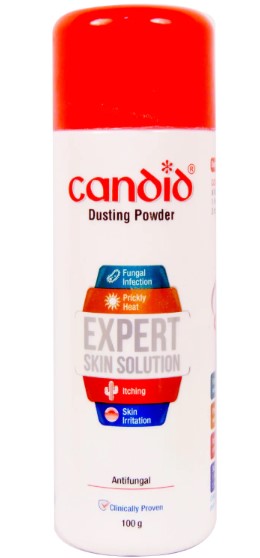 candid®
Dusting Powder
Fungal
Infection
Prickly
Heat
EXPERT
SKIN SOLUTION
Itching
Skin
Irritation
Antifungal
Clinically Proven
100 g